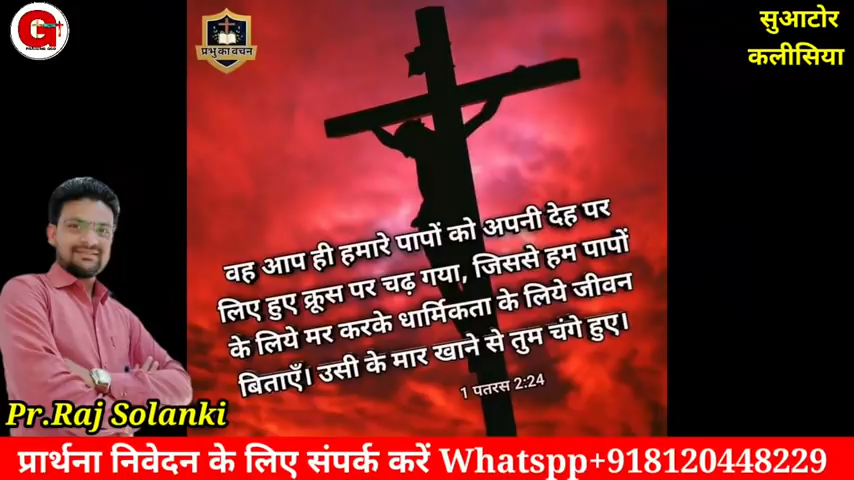 प्रभु का वचन
सुआटोर
कलीसिया
वह आप ही हमारे पापों को अपनी देह पर
लिए हुए क्रूस पर चढ़ गया, जिससे हम पापों
के लिये मर करके धार्मिकता के लिये जीवन
बिताएँ। उसी के मार खाने से तुम चंगे हुए।
1 पतरस 2:24
Pr.Raj Solanki
प्रार्थना निवेदन के लिए संपर्क करें Whatspp+918120448229